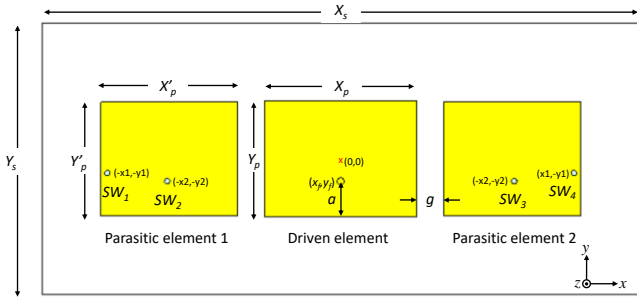 Xs
X'p
Xp
Ys
Y'p
Yp
x(0,0)
(-x1,-y1)
(-x2,-y2)
(xf,yf)
(-x2,-y2)
(x1,-y1)
SW1
SW2
a
g
SW3
SW4
Parasitic element 1
Driven element
Parasitic element 2
y
z
x